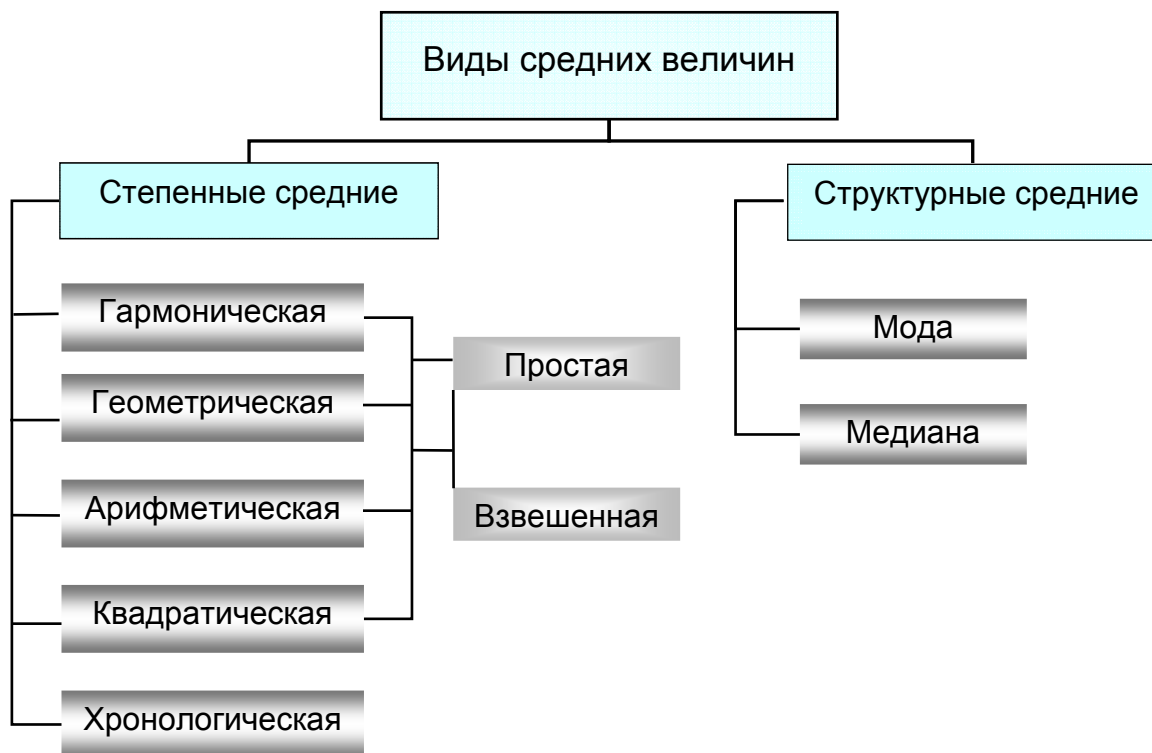 Виды средних величин
Степенные средние
Структурные средние
Гармоническая
Геометрическая
Арифметическая
Квадратическая
Хронологическая
Простая
Взвешенная
Мода
Медиана